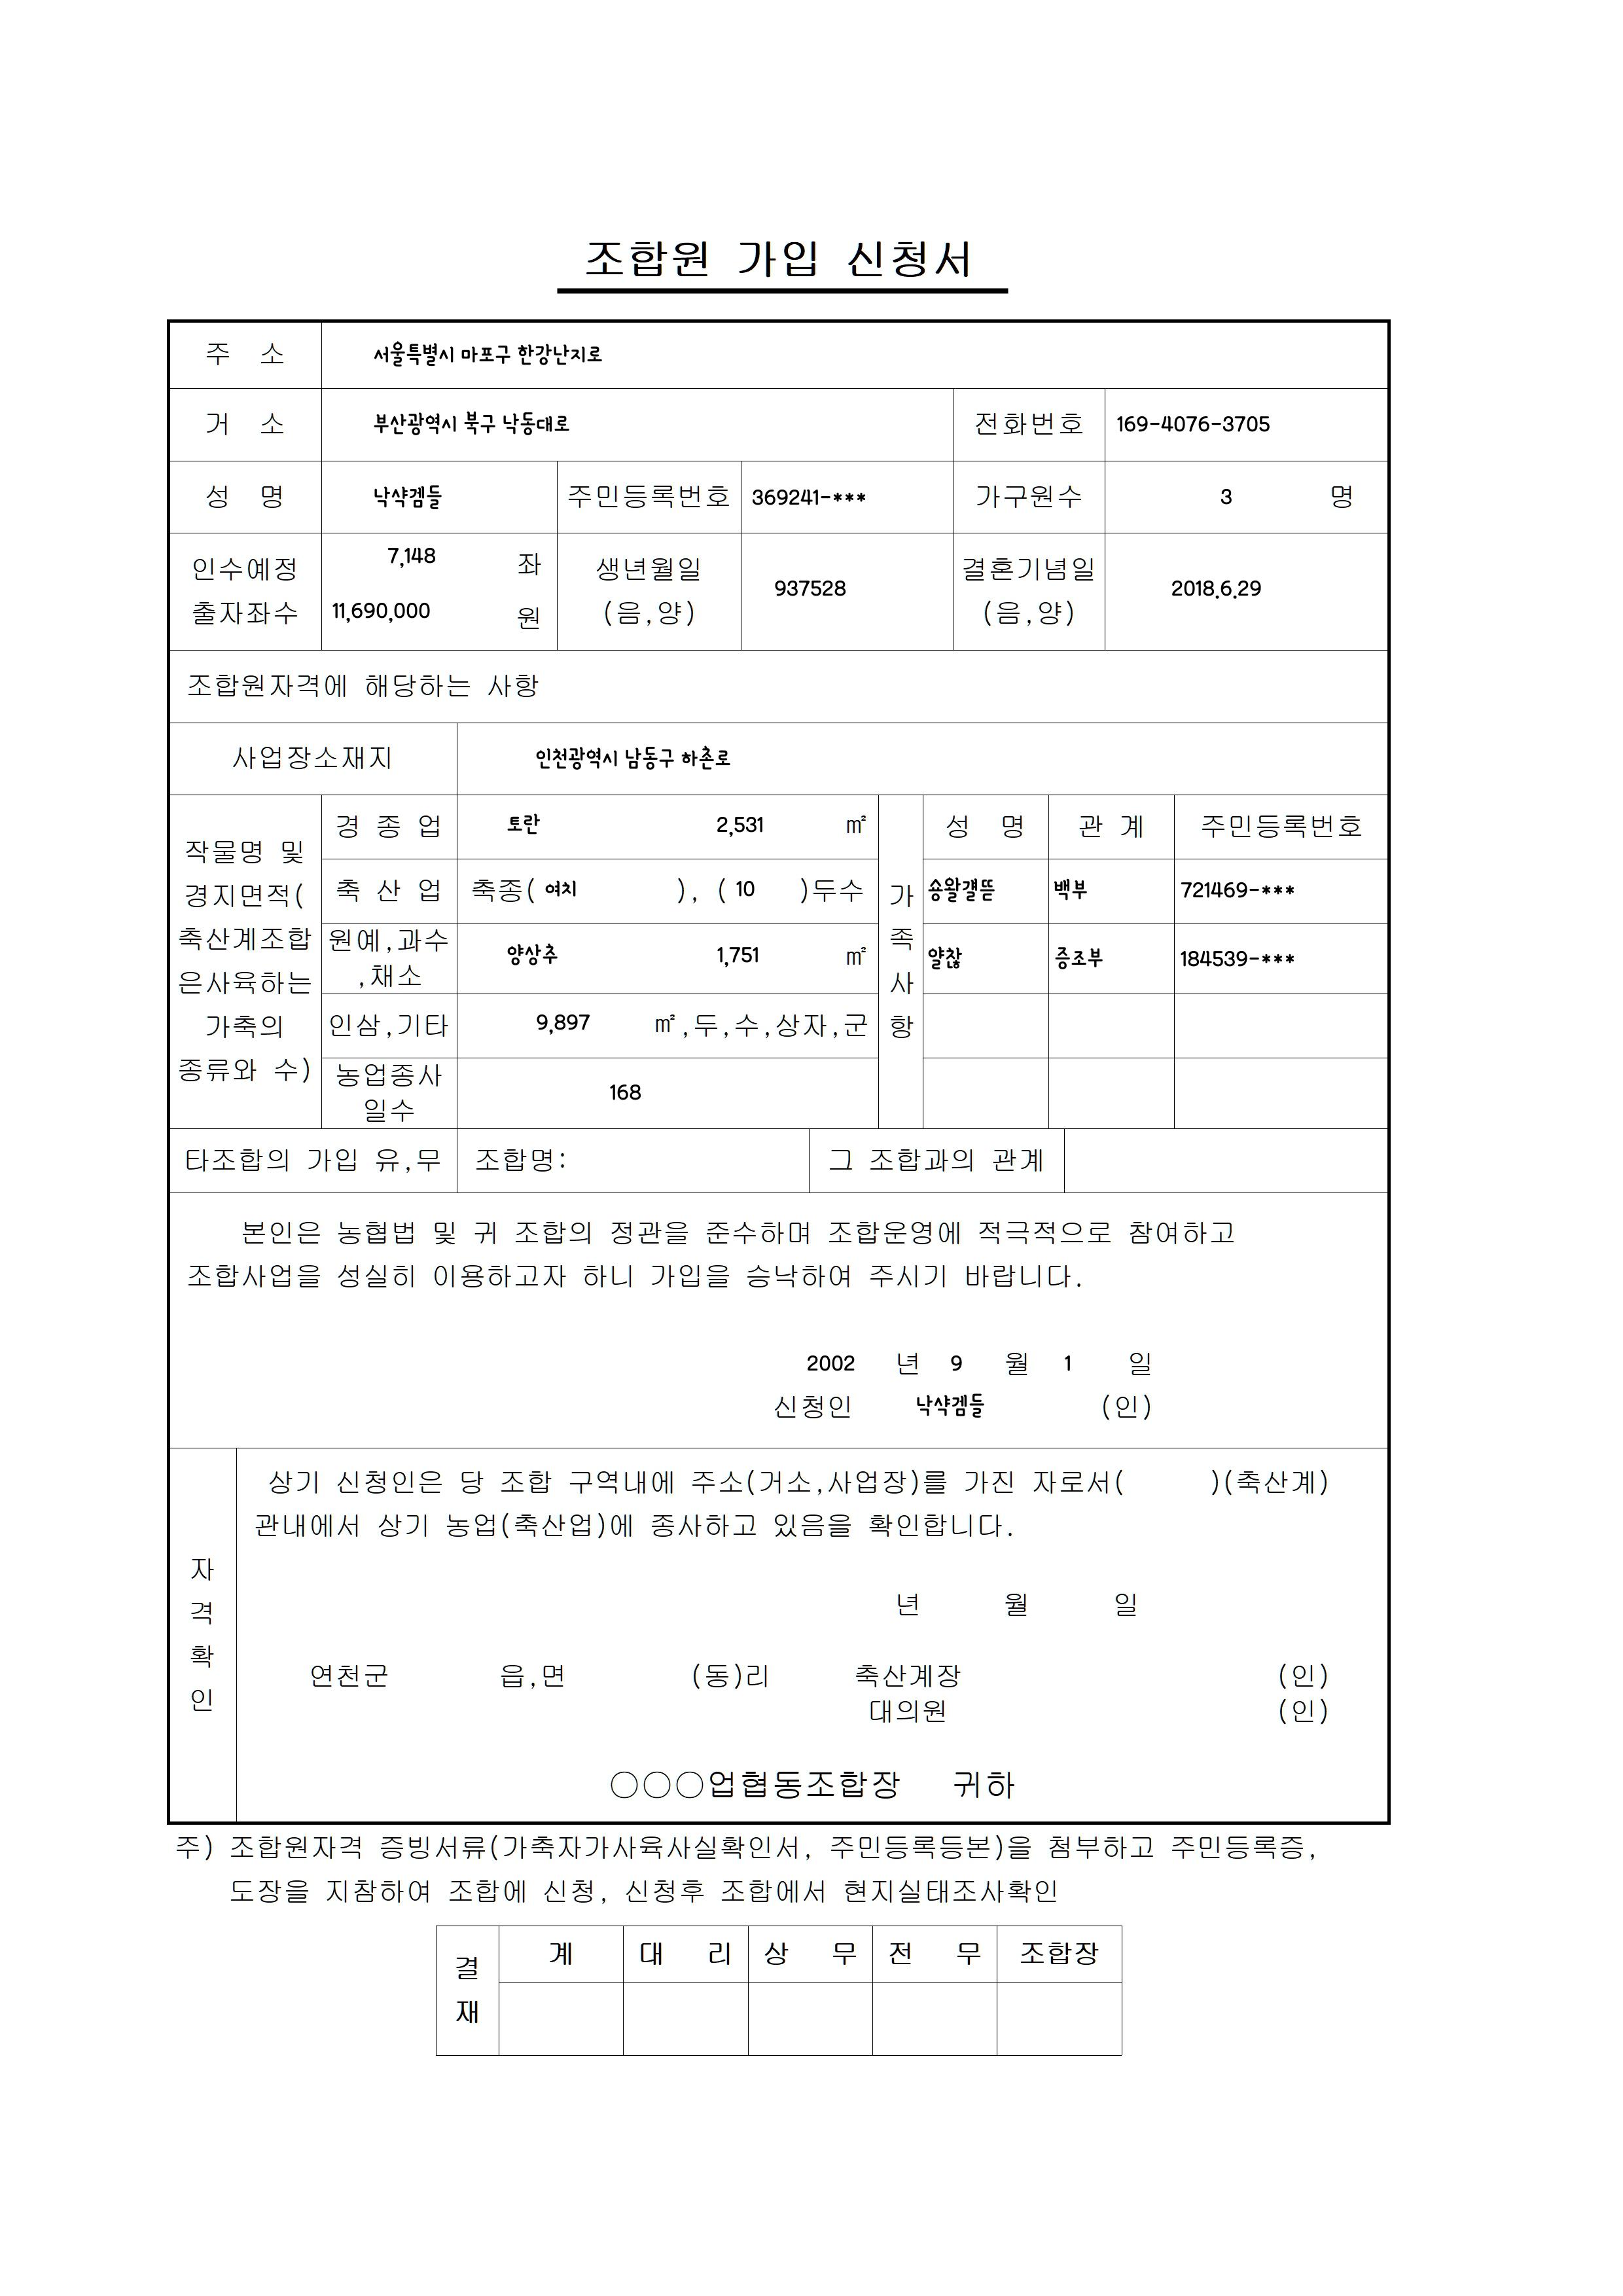 조합원 가입 신청서
주 소 서울특별시 마포구 한강난지로
거 소 부산광역시 북구 낙동대로 전화번호 169-4076-3705
성 명 낙샥겜들 주민등록번호 369241-*** 가구원수 3 명
인수예정 출자좌수 7,148 좌 11,690,000 원 생년월일 (음,양) 937528 결혼기념일 (음,양) 2018.6.29
조합원자격에 해당하는 사항
사업장소재지 인천광역시 남동구 하촌로
작물명 및 경지면적(축산계조합은사육하는 가축의 종류와 수)
경 종 업 토란 2,531 ㎡
축 산 업 축종( 여치 ), ( 10 )두수
원예,과수,채소 양상추 1,751 ㎡
인삼,기타 9,897 ㎡,두,수,상자,군
농업종사일수 168
가족사항
성 명 관 계 주민등록번호
숑왈걀뜯 백부 721469-***
얄찮 증조부 184539-***
타조합의 가입 유,무 조합명: 그 조합과의 관계
본인은 농협법 및 귀 조합의 정관을 준수하며 조합운영에 적극적으로 참여하고
조합사업을 성실히 이용하고자 하니 가입을 승낙하여 주시기 바랍니다.
2002 년 9 월 1 일
신청인 낙샥겜들 (인)
자격확인
상기 신청인은 당 조합 구역내에 주소(거소,사업장)를 가진 자로서( )(축산계)
관내에서 상기 농업(축산업)에 종사하고 있음을 확인합니다.
년 월 일
연천군 읍,면 (동)리 축산계장 (인)
대의원 (인)
○○○업협동조합장 귀하
주) 조합원자격 증빙서류(가축자가사육사실확인서, 주민등록등본)을 첨부하고 주민등록증,
도장을 지참하여 조합에 신청, 신청후 조합에서 현지실태조사확인
결재 계 대 리 상 무 전 무 조합장